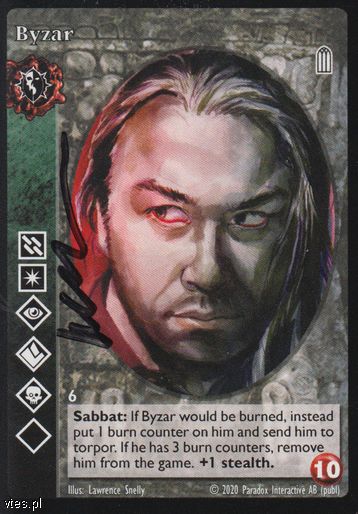 Byzar
6
Sabbat: If Byzar would be burned, instead
put 1 burn counter on him and send him to
torpor. If he has 3 burn counters, remove
him from the game. +1 stealth.
10
Illus: Lawrence Snelly © 2020 Paradox Interactive AB (publ)
vtes.pl